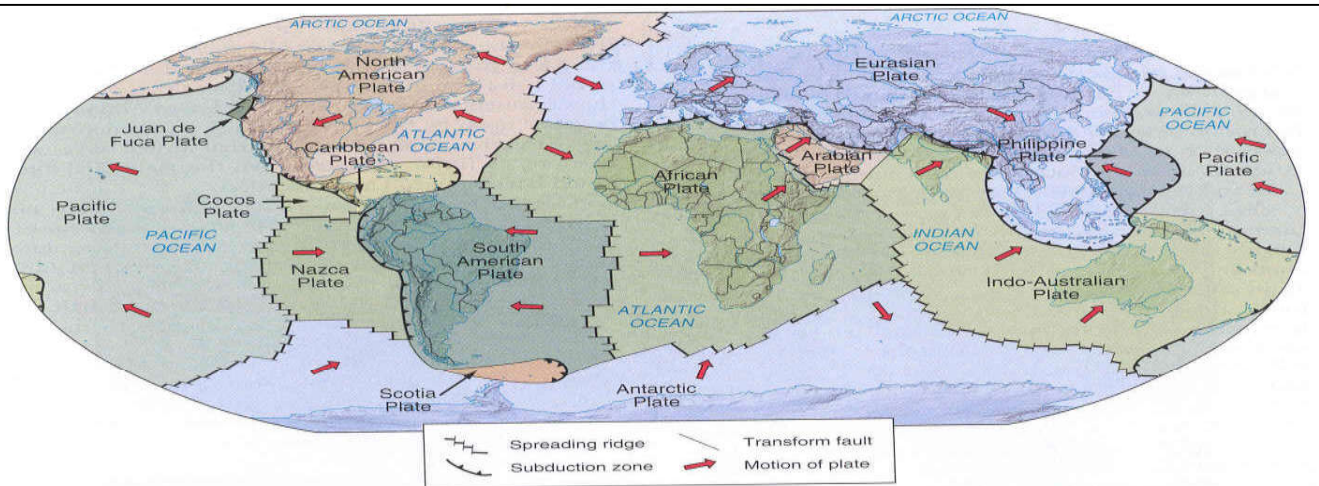 ARCTIC OCEAN
ARCTIC OCEAN
North
American
Plate
Eurasian
Plate
Juan de
Fuca Plate
ATLANTIC
OCEAN
Caribbean
Plate
PACIFIC
OCEAN
Philippine
Plate
Arabian
Plate
African
Plate
Pacific
Plate
Cocos
Plate
Pacific
Plate
PACIFIC
OCEAN
INDIAN
OCEAN
South
American
Plate
Nazca
Plate
Indo-Australian
Plate
ATLANTIC
OCEAN
Scotia
Plate
Antarctic
Plate
Spreading ridge
Transform fault
Subduction zone
Motion of plate